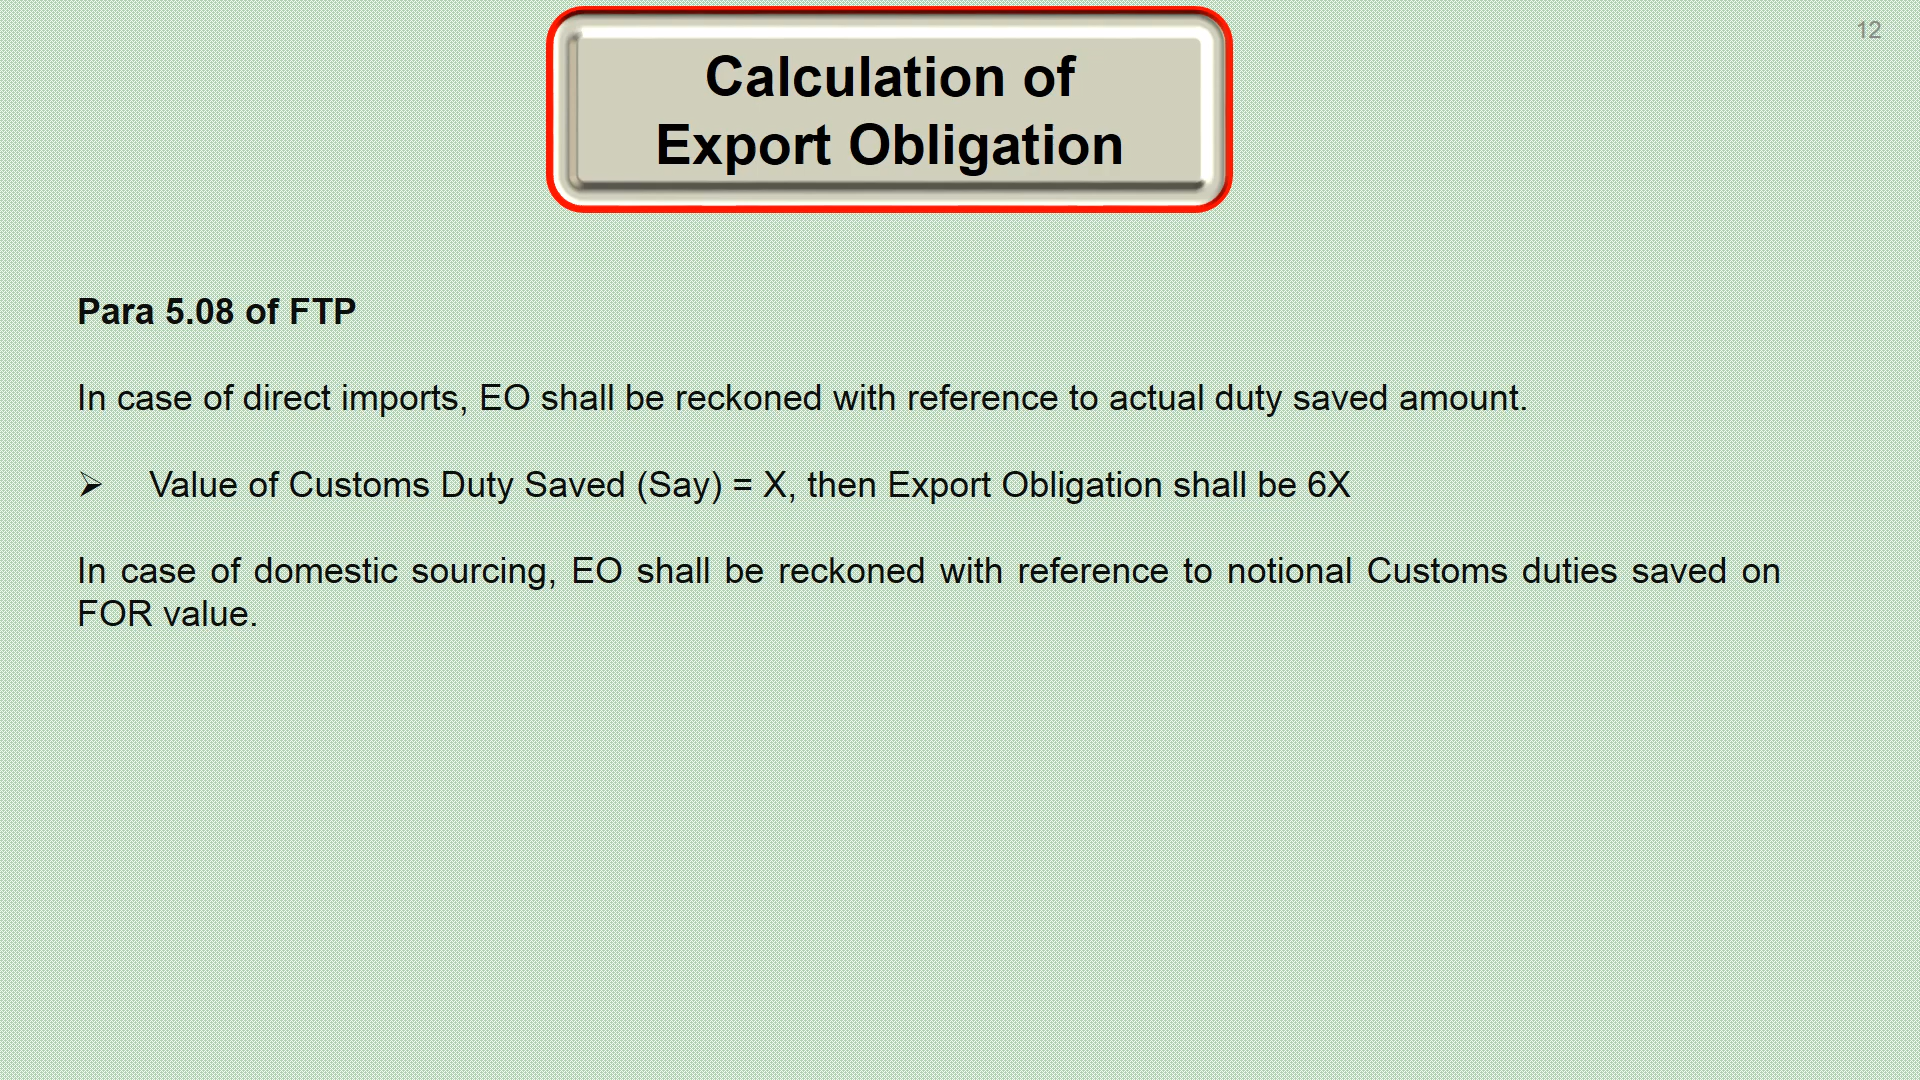 12
Calculation of
Export Obligation
Para 5.08 of FTP
In case of direct imports, EO shall be reckoned with reference to actual duty saved amount.
➢ Value of Customs Duty Saved (Say) = X, then Export Obligation shall be 6X
In case of domestic sourcing, EO shall be reckoned with reference to notional Customs duties saved on
FOR value.